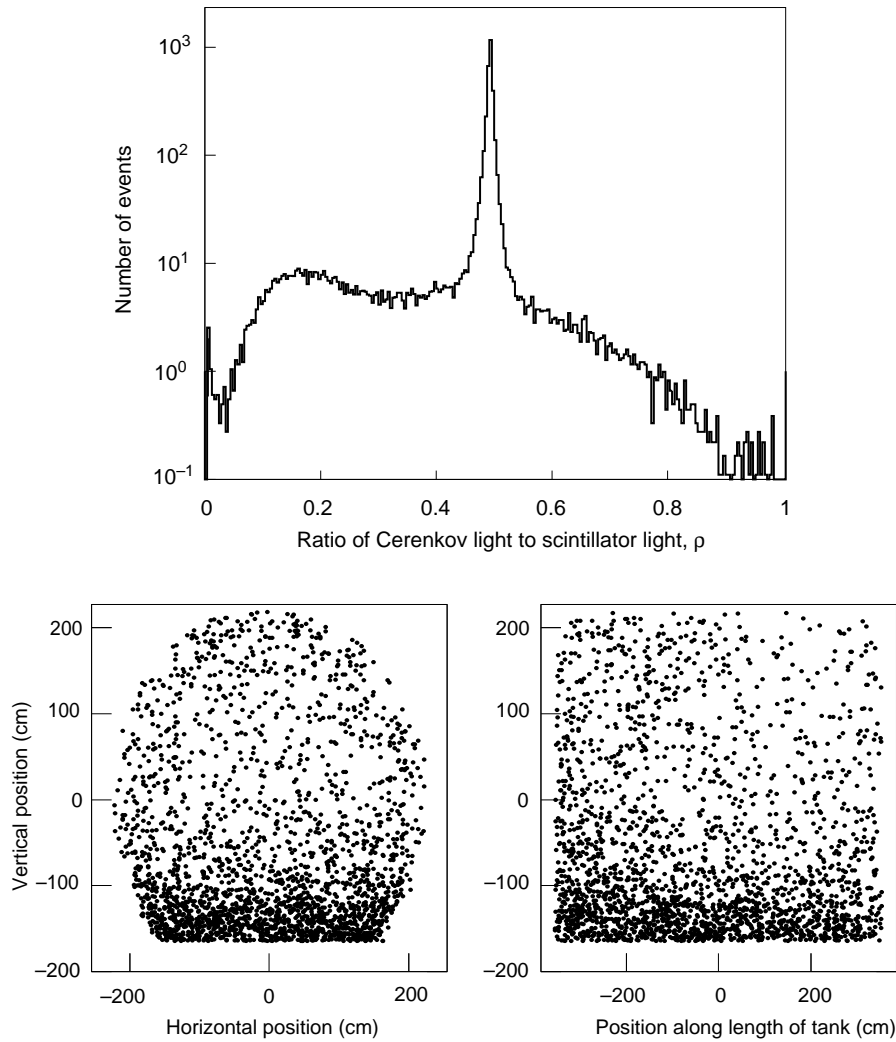 10³
10²
10¹
10⁰
10⁻¹
Number of events
0 0.2 0.4 0.6 0.8 1
Ratio of Cerenkov light to scintillator light, ρ
200
100
0
–100
–200
Vertical position (cm)
–200 0 200
Horizontal position (cm)
200
100
0
–100
–200
–200 0 200
Position along length of tank (cm)